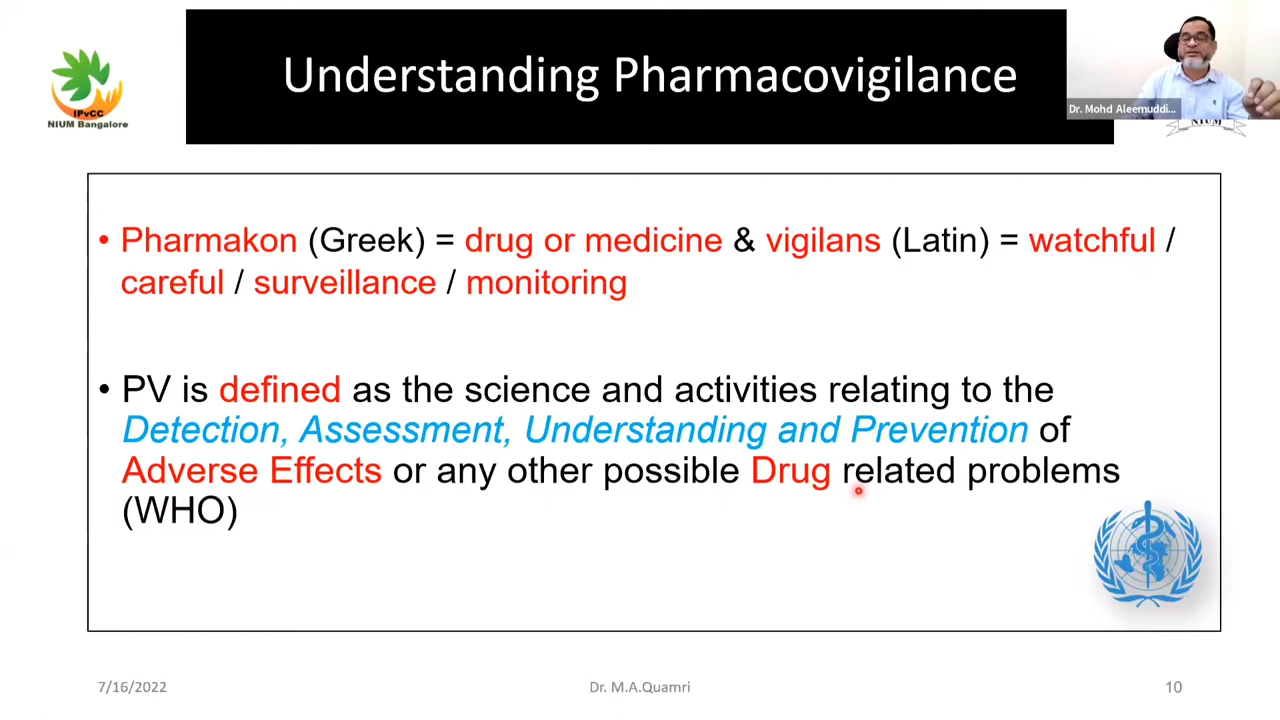 Understanding Pharmacovigilance
IPvCC
NIUM Bangalore
Dr. Mohd Aleemuddi...
NIUM
• Pharmakon (Greek) = drug or medicine & vigilans (Latin) = watchful /
careful / surveillance / monitoring
• PV is defined as the science and activities relating to the
Detection, Assessment, Understanding and Prevention of
Adverse Effects or any other possible Drug related problems
(WHO)
7/16/2022
Dr. M.A.Quamri
10